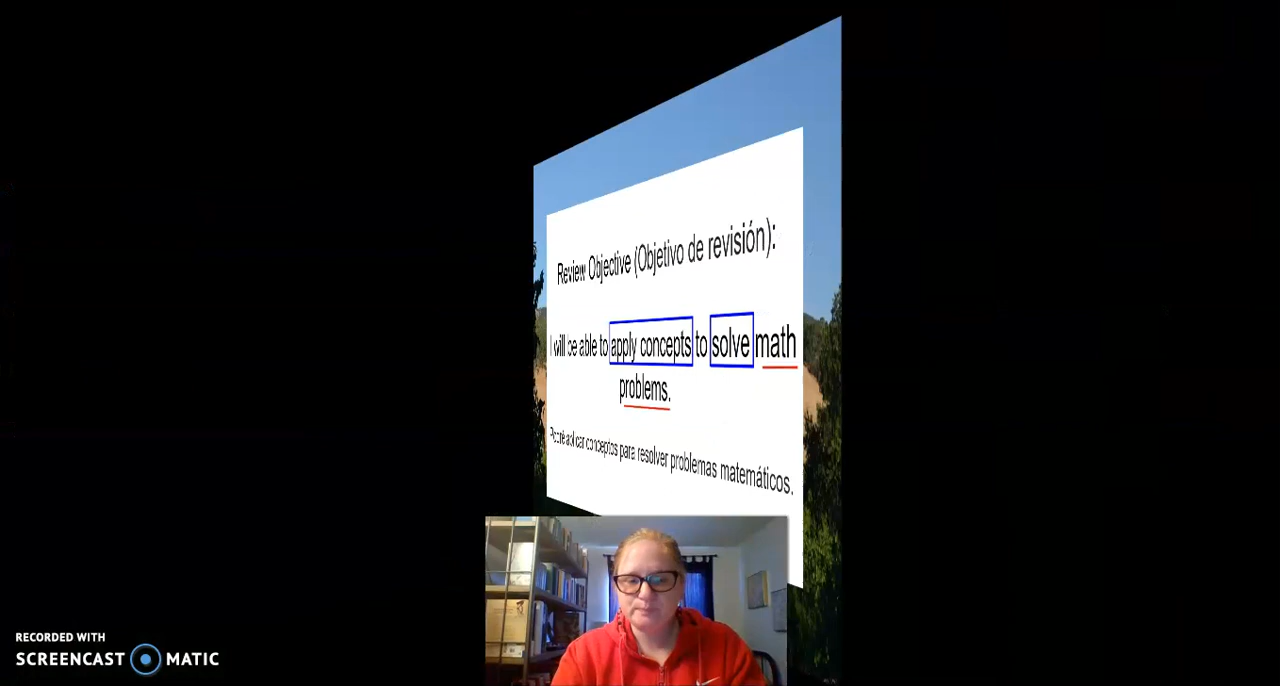 Review Objective (Objetivo de revisión):
I will be able to apply concepts to solve math
problems.
Podré aplicar conceptos para resolver problemas matemáticos.
RECORDED WITH
SCREENCAST MATIC